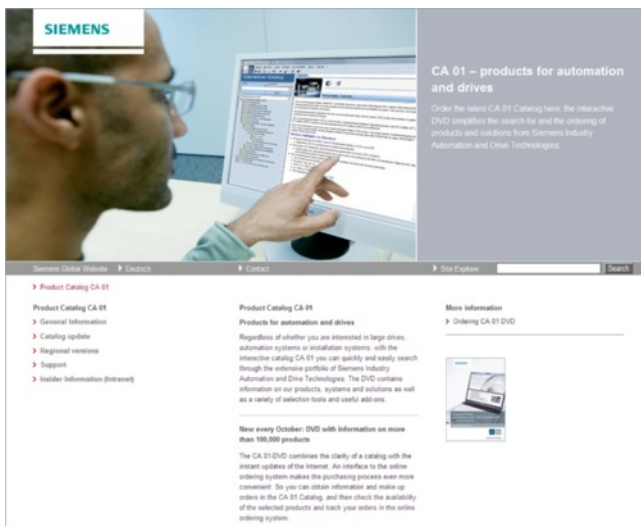 SIEMENS
CA 01 – products for automation
and drives
Order the latest CA 01 Catalog here: the interactive
DVD simplifies the search for and the ordering of
products and solutions from Siemens Industry
Automation and Drive Technologies.
Siemens Global Website Deutsch Contact Site Explorer Search
Product Catalog CA 01
Product Catalog CA 01
General Information
Catalog update
Regional versions
Support
Insider Information (Intranet)
Product Catalog CA 01
Products for automation and drives
Regardless of whether you are interested in large drives,
automation systems or installation systems: with the
interactive catalog CA 01 you can quickly and easily search
through the extensive portfolio of Siemens Industry
Automation and Drive Technologies. The DVD contains
information on our products, systems and solutions as well
as a variety of selection tools and useful add-ons.
New every October: DVD with information on more
than 100,000 products
The CA 01-DVD combines the clarity of a catalog with the
instant updates of the Internet. An interface to the online
ordering system makes the purchasing process even more
convenient: So you can obtain information and make up
orders in the CA 01 Catalog, and then check the availability
of the selected products and track your orders in the online
ordering system.
More information
Ordering CA 01-DVD